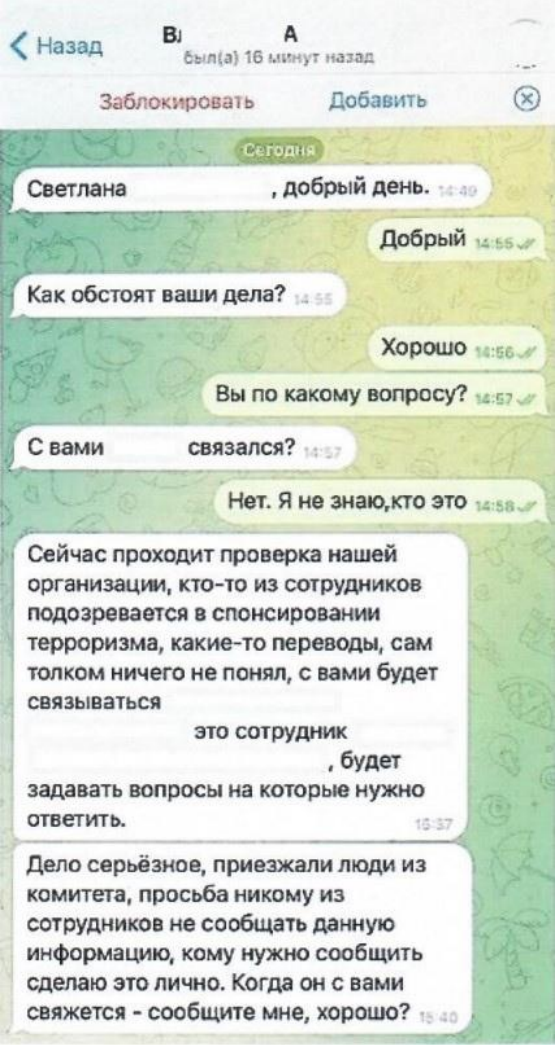 Назад
В А
был(а) 16 минут назад
Заблокировать Добавить
Сегодня
Светлана , добрый день. 14:49
Добрый 14:55
Как обстоят ваши дела? 14:55
Хорошо 14:56
Вы по какому вопросу? 14:57
С вами связался? 14:57
Нет. Я не знаю,кто это 14:58
Сейчас проходит проверка нашей
организации, кто-то из сотрудников
подозревается в спонсировании
терроризма, какие-то переводы, сам
толком ничего не понял, с вами будет
связываться
это сотрудник
, будет
задавать вопросы на которые нужно
ответить. 15:37
Дело серьёзное, приезжали люди из
комитета, просьба никому из
сотрудников не сообщать данную
информацию, кому нужно сообщить
сделаю это лично. Когда он с вами
свяжется - сообщите мне, хорошо? 15:40